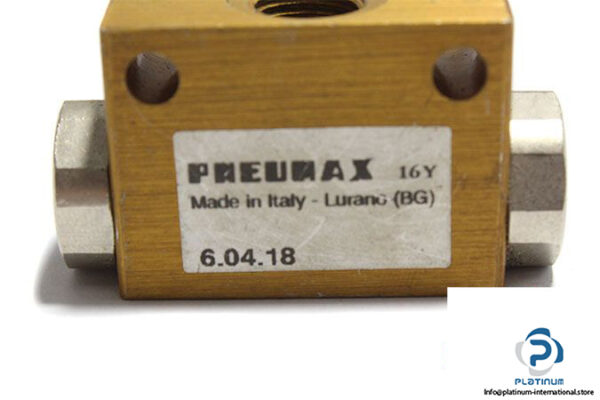 PNEUMAX 16Y
Made in Italy - Lurano (BG)
6.04.18
PLATINUM
Info@platinum-international.store